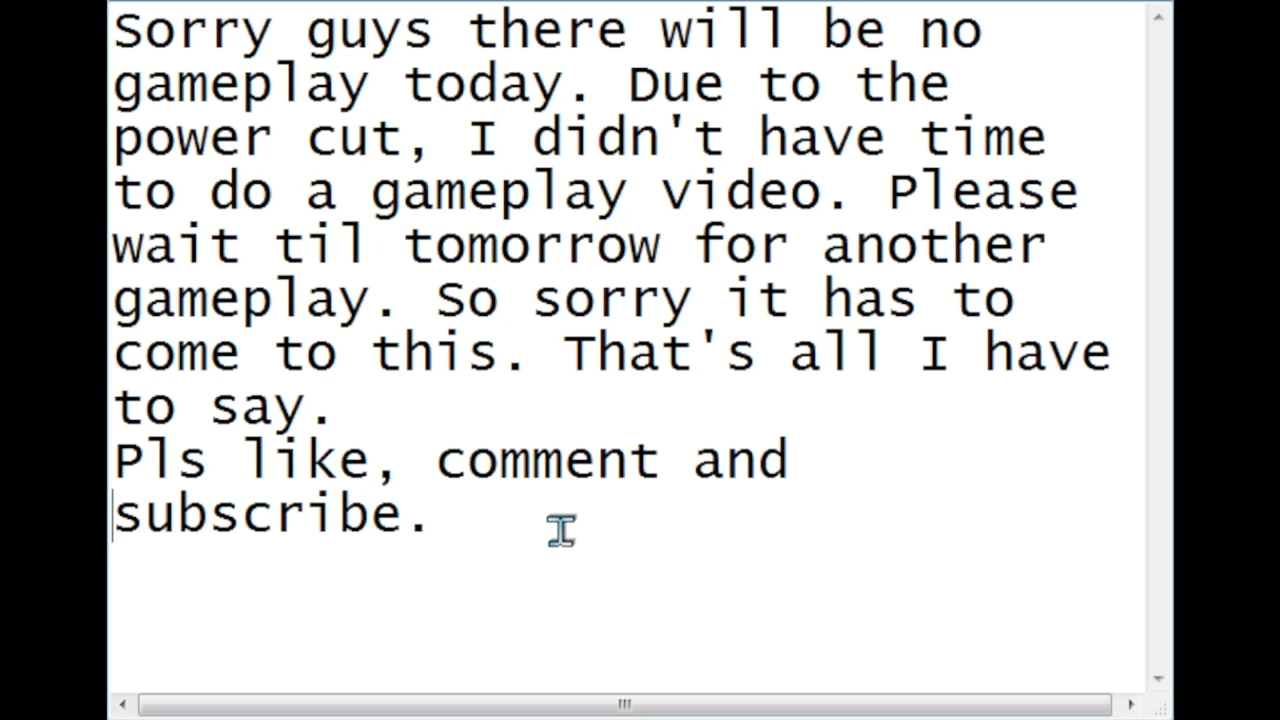 Sorry guys there will be no
gameplay today. Due to the
power cut, I didn't have time
to do a gameplay video. Please
wait til tomorrow for another
gameplay. So sorry it has to
come to this. That's all I have
to say.
Pls like, comment and
subscribe.